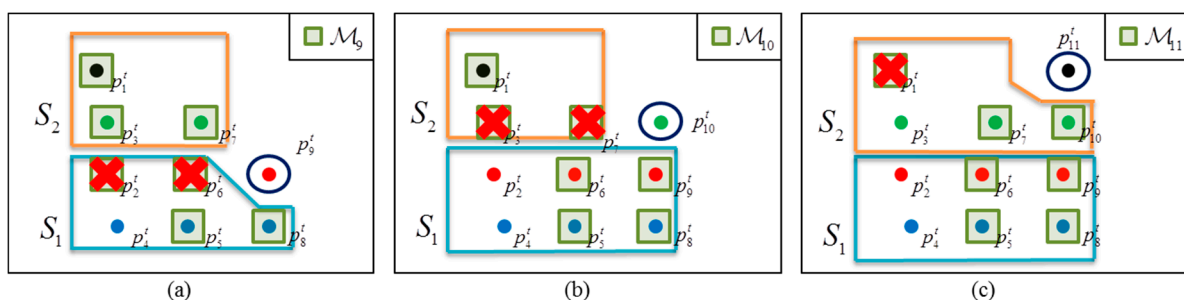 ℳ₉
p₁ᵗ
S₂
p₃ᵗ p₇ᵗ p₉ᵗ
p₂ᵗ p₆ᵗ
S₁
p₄ᵗ p₅ᵗ p₈ᵗ
(a)
ℳ₁₀
p₁ᵗ
S₂
p₃ᵗ p₇ᵗ p₁₀ᵗ
p₂ᵗ p₆ᵗ p₉ᵗ
S₁
p₄ᵗ p₅ᵗ p₈ᵗ
(b)
ℳ₁₁
p₁₁ᵗ
p₁ᵗ
S₂
p₃ᵗ p₇ᵗ p₁₀ᵗ
p₂ᵗ p₆ᵗ p₉ᵗ
S₁
p₄ᵗ p₅ᵗ p₈ᵗ
(c)